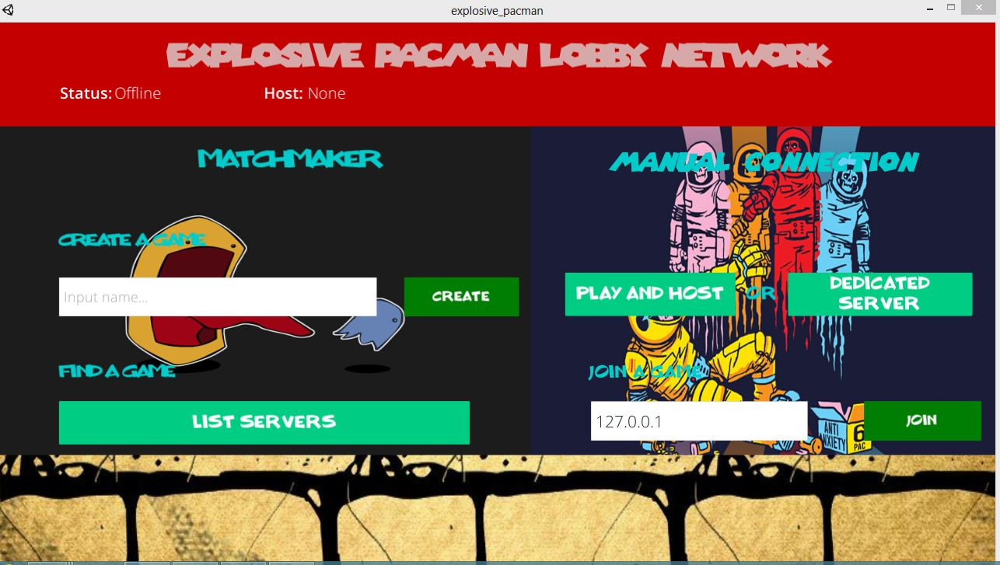 explosive_pacman
EXPLOSIVE PACMAN LOBBY NETWORK
Status: Offline
Host: None
MATCHMAKER
CREATE A GAME
Input name...
CREATE
FIND A GAME
LIST SERVERS
MANUAL CONNECTION
PLAY AND HOST
OR
DEDICATED
SERVER
JOIN A GAME
127.0.0.1
JOIN
ANTI
ANXIETY
6
PAC